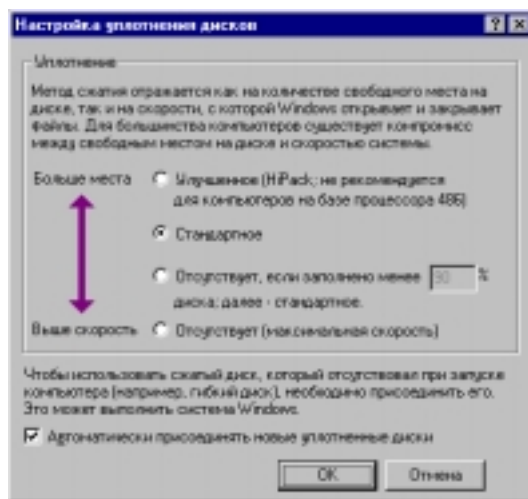 Настройка уплотнения дисков
Уплотнение
Метод сжатия отражается как на количестве свободного места на
диске, так и на скорости, с которой Windows открывает и закрывает
файлы. Для большинства компьютеров существует компромисс
между свободным местом на диске и скоростью системы.
Больше места
Улучшенное (HiPack; не рекомендуется
для компьютеров на базе процессора 486)
Стандартное
Отсутствует, если заполнено менее 90 %
диска; далее - стандартное.
Выше скорость
Отсутствует (максимальная скорость)
Чтобы использовать сжатый диск, который отсутствовал при запуске
компьютера (например, гибкий диск), необходимо присоединить его.
Это может выполнить система Windows.
Автоматически присоединять новые уплотненные диски
OK
Отмена